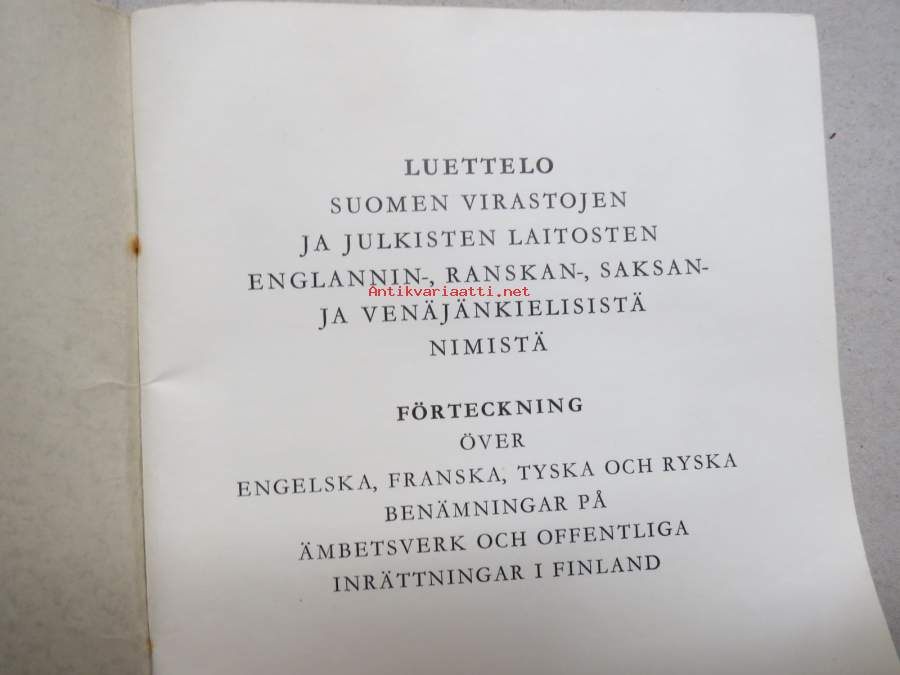 LUETTELO
SUOMEN VIRASTOJEN
JA JULKISTEN LAITOSTEN
ENGLANNIN-, RANSKAN-, SAKSAN-
Antikvariaatti.net
JA VENÄJÄNKIELISISTÄ
NIMISTÄ
FÖRTECKNING
ÖVER
ENGELSKA, FRANSKA, TYSKA OCH RYSKA
BENÄMNINGAR PÅ
ÄMBETSVERK OCH OFFENTLIGA
INRÄTTNINGAR I FINLAND